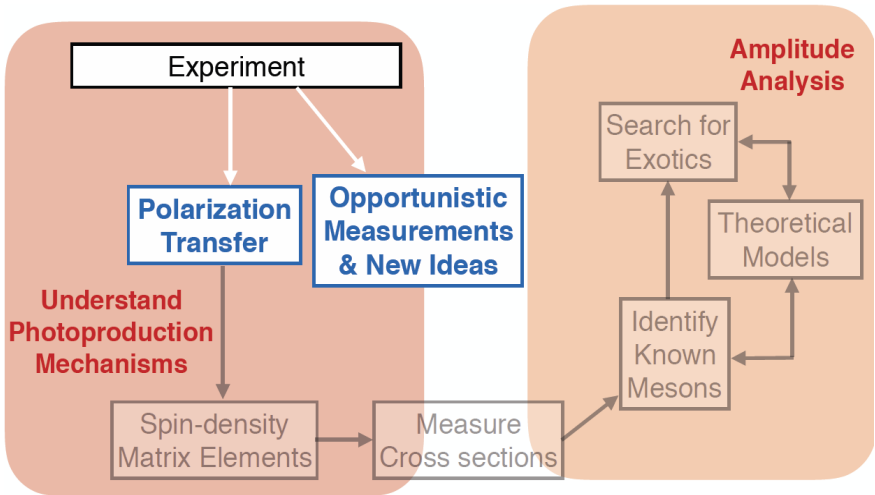 Experiment
Polarization
Transfer
Opportunistic
Measurements
& New Ideas
Understand
Photoproduction
Mechanisms
Spin-density
Matrix Elements
Measure
Cross sections
Amplitude
Analysis
Search for
Exotics
Theoretical
Models
Identify
Known
Mesons